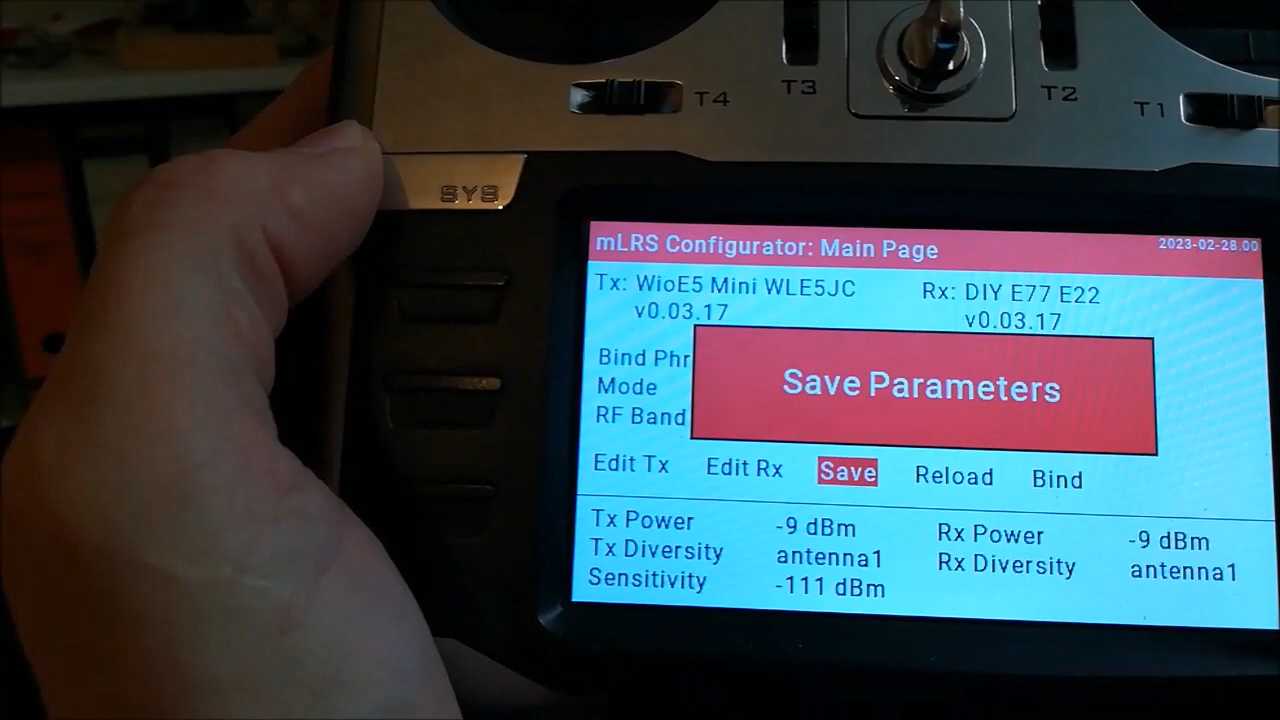 T4
T3
T2
T1
SYS
mLRS Configurator: Main Page
2023-02-28.00
Tx: WioE5 Mini WLE5JC
Rx: DIY E77 E22
v0.03.17
v0.03.17
Bind Phr
Mode
RF Band
Save Parameters
Edit Tx Edit Rx Save Reload Bind
Tx Power -9 dBm Rx Power -9 dBm
Tx Diversity antenna1 Rx Diversity antenna1
Sensitivity -111 dBm